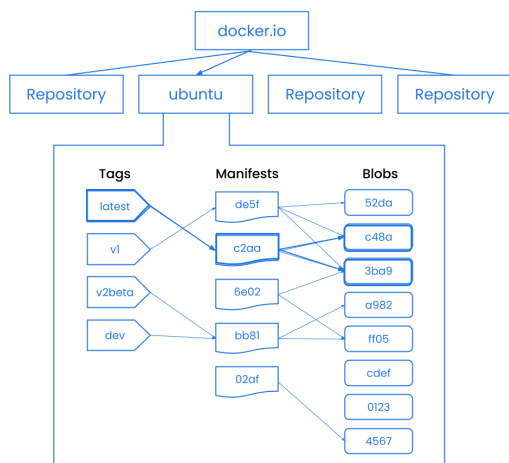 docker.io
Repository ubuntu Repository Repository
Tags Manifests Blobs
latest de5f 52da
c48a
v1 c2aa
3ba9
v2beta 6e02
a982
dev bb81 ff05
02af cdef
0123
4567